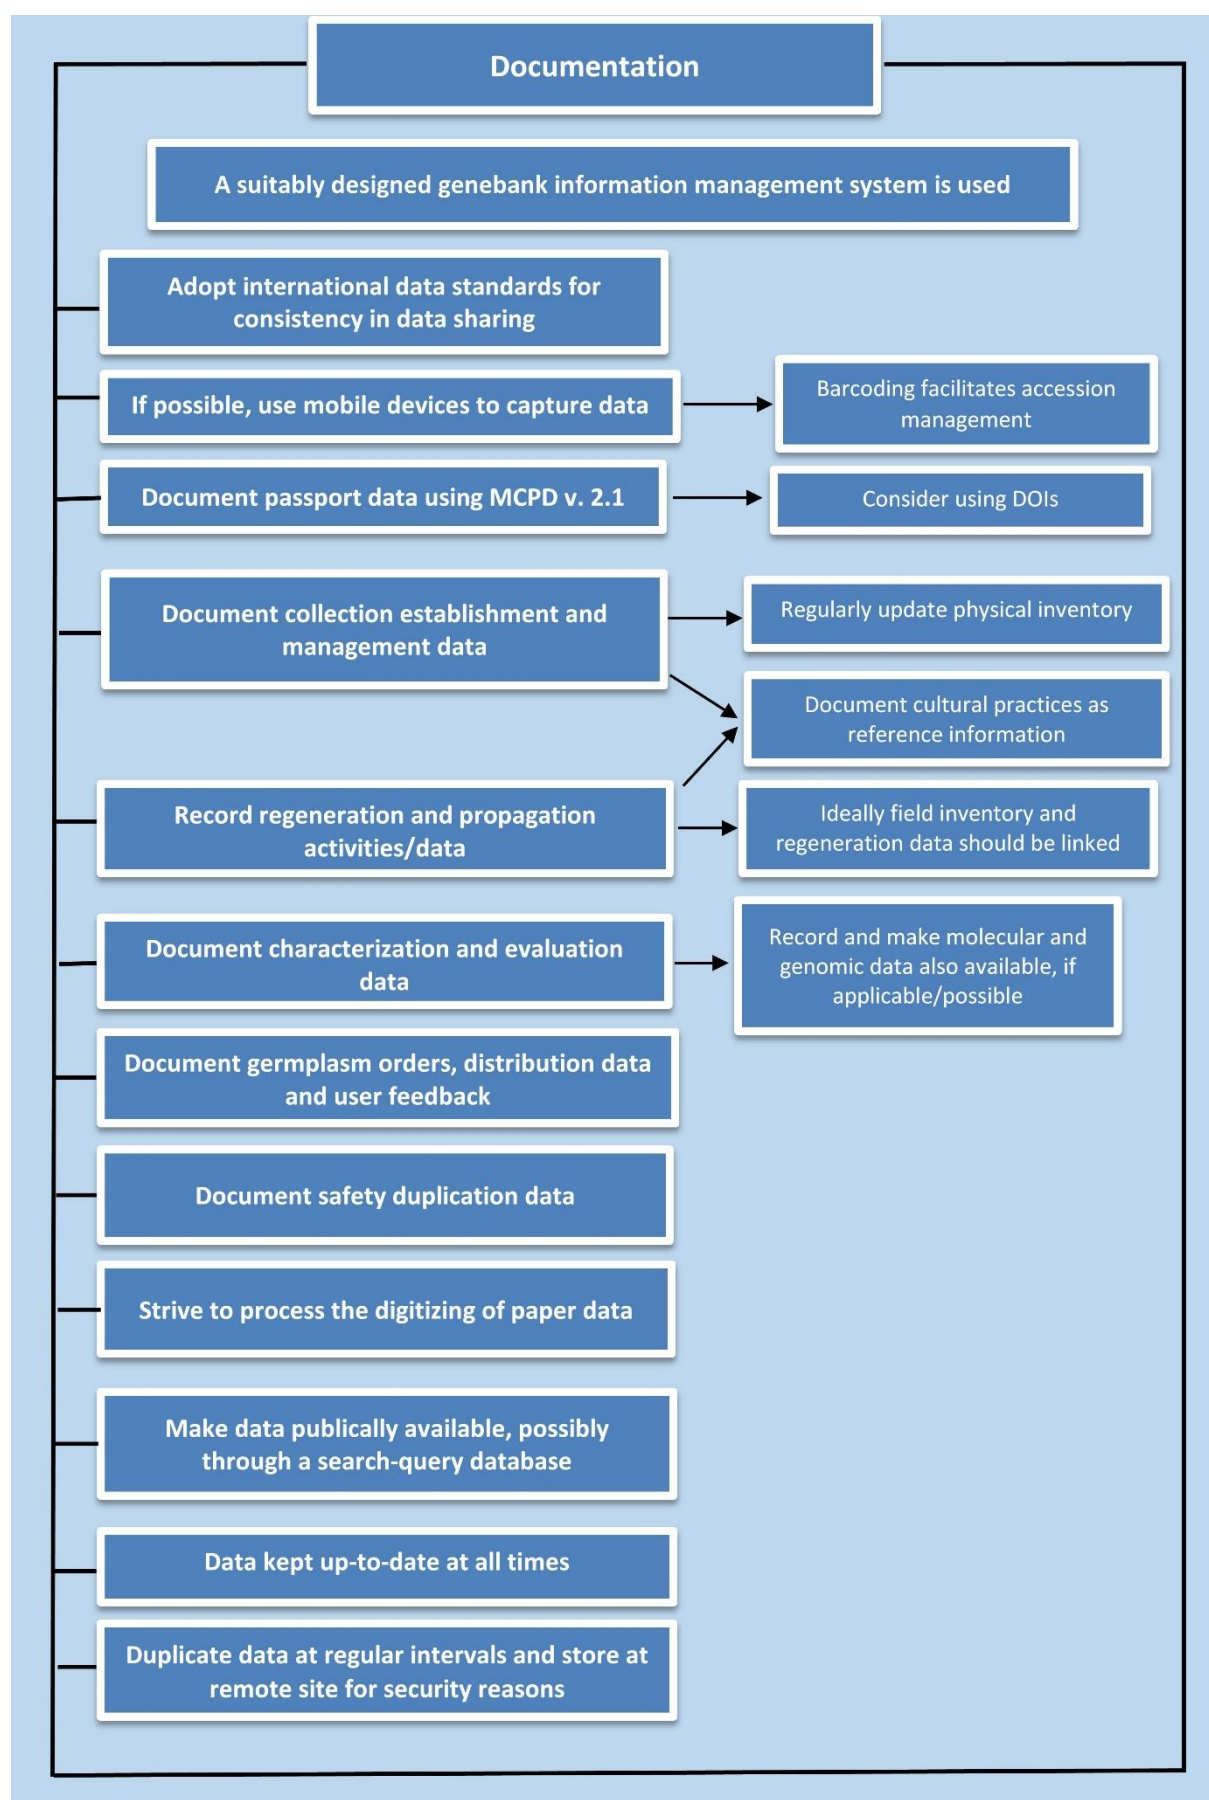 Documentation
A suitably designed genebank information management system is used
Adopt international data standards for
consistency in data sharing
If possible, use mobile devices to capture data
Barcoding facilitates accession
management
Document passport data using MCPD v. 2.1
Consider using DOIs
Document collection establishment and
management data
Regularly update physical inventory
Document cultural practices as
reference information
Record regeneration and propagation
activities/data
Ideally field inventory and
regeneration data should be linked
Document characterization and evaluation
data
Record and make molecular and
genomic data also available, if
applicable/possible
Document germplasm orders, distribution data
and user feedback
Document safety duplication data
Strive to process the digitizing of paper data
Make data publically available, possibly
through a search-query database
Data kept up-to-date at all times
Duplicate data at regular intervals and store at
remote site for security reasons